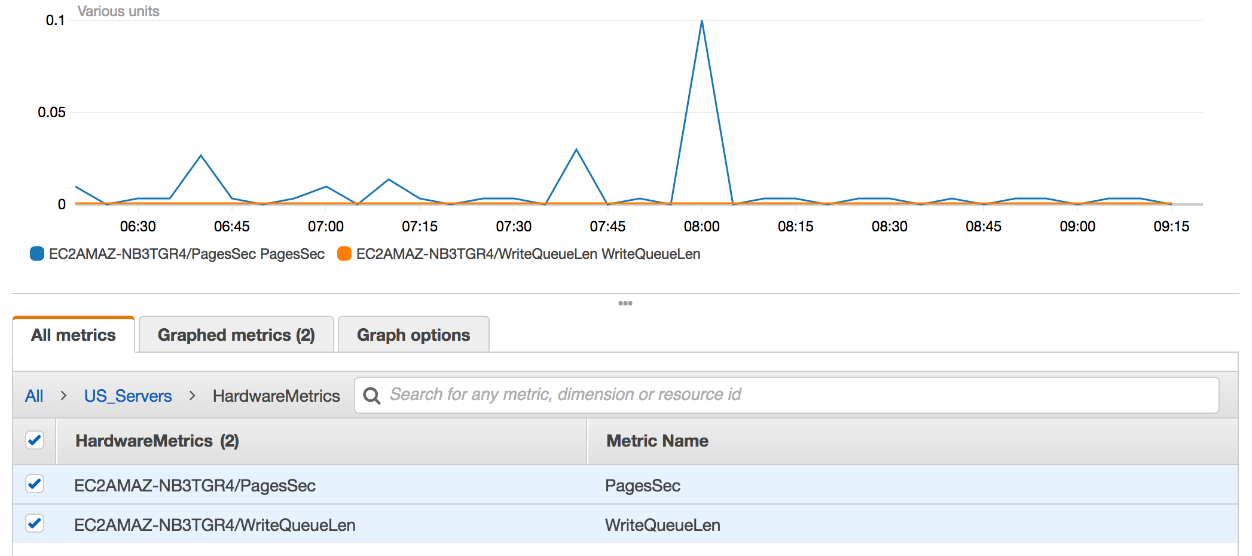 Various units
0.1
0.05
0
06:30 06:45 07:00 07:15 07:30 07:45 08:00 08:15 08:30 08:45 09:00 09:15
EC2AMAZ-NB3TGR4/PagesSec PagesSec EC2AMAZ-NB3TGR4/WriteQueueLen WriteQueueLen
All metrics Graphed metrics (2) Graph options
All > US_Servers > HardwareMetrics Search for any metric, dimension or resource id
HardwareMetrics (2) Metric Name
EC2AMAZ-NB3TGR4/PagesSec PagesSec
EC2AMAZ-NB3TGR4/WriteQueueLen WriteQueueLen